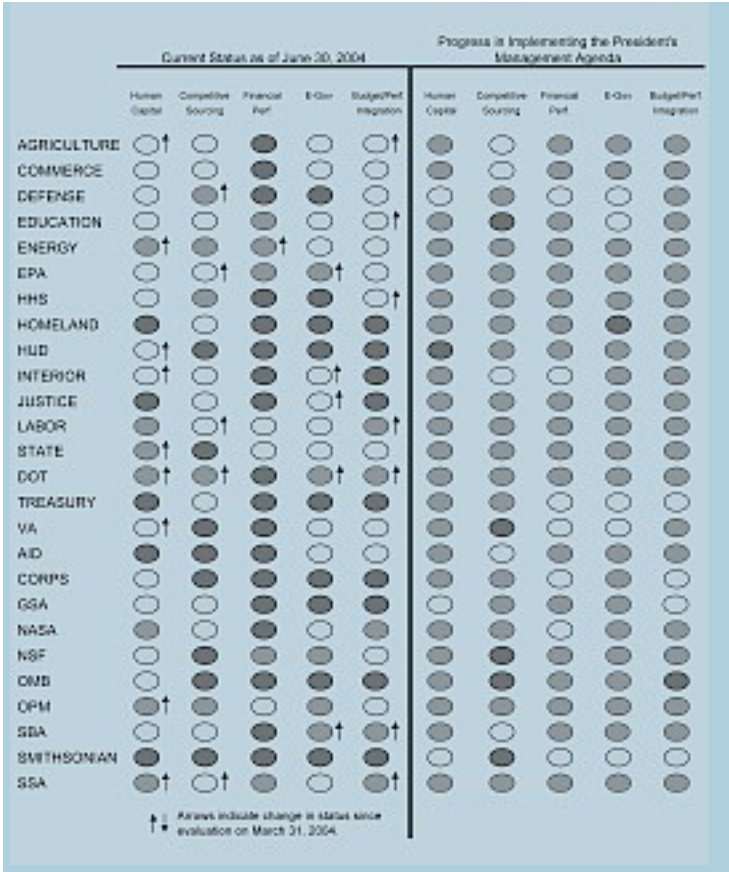 Progress in Implementing the President's
Current Status as of June 30, 2004 Management Agenda
Human Competitive Financial E-Gov Budget/Perf. Human Competitive Financial E-Gov Budget/Perf.
Capital Sourcing Perf. Integration Capital Sourcing Perf. Integration
AGRICULTURE
COMMERCE
DEFENSE
EDUCATION
ENERGY
EPA
HHS
HOMELAND
HUD
INTERIOR
JUSTICE
LABOR
STATE
DOT
TREASURY
VA
AID
CORPS
GSA
NASA
NSF
OMB
OPM
SBA
SMITHSONIAN
SSA
Arrows indicate change in status since
evaluation on March 31, 2004.